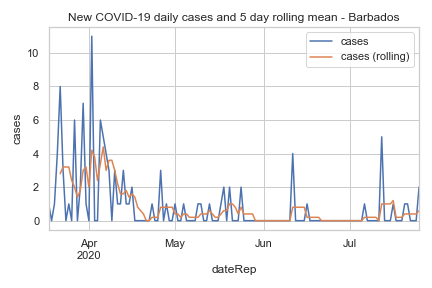 New COVID-19 daily cases and 5 day rolling mean - Barbados
cases
cases (rolling)
cases
10
8
6
4
2
0
Apr
2020
May
Jun
Jul
dateRep